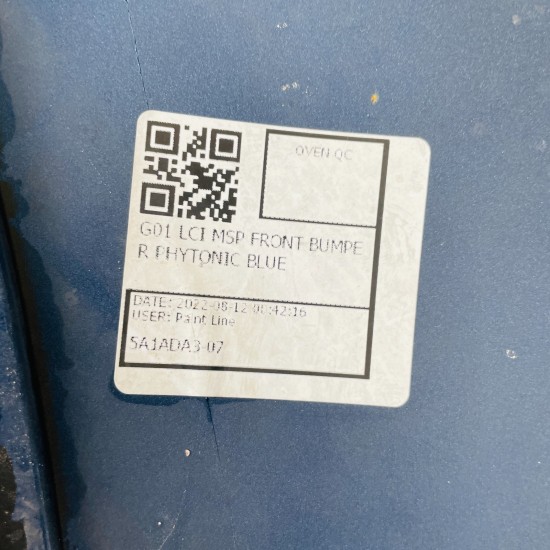 OVEN QC
G01 LCI MSP FRONT BUMPE
R PHYTONIC BLUE
DATE: 2022-08-12 :42:16
USER: Paint Line
5A1ADA3-07